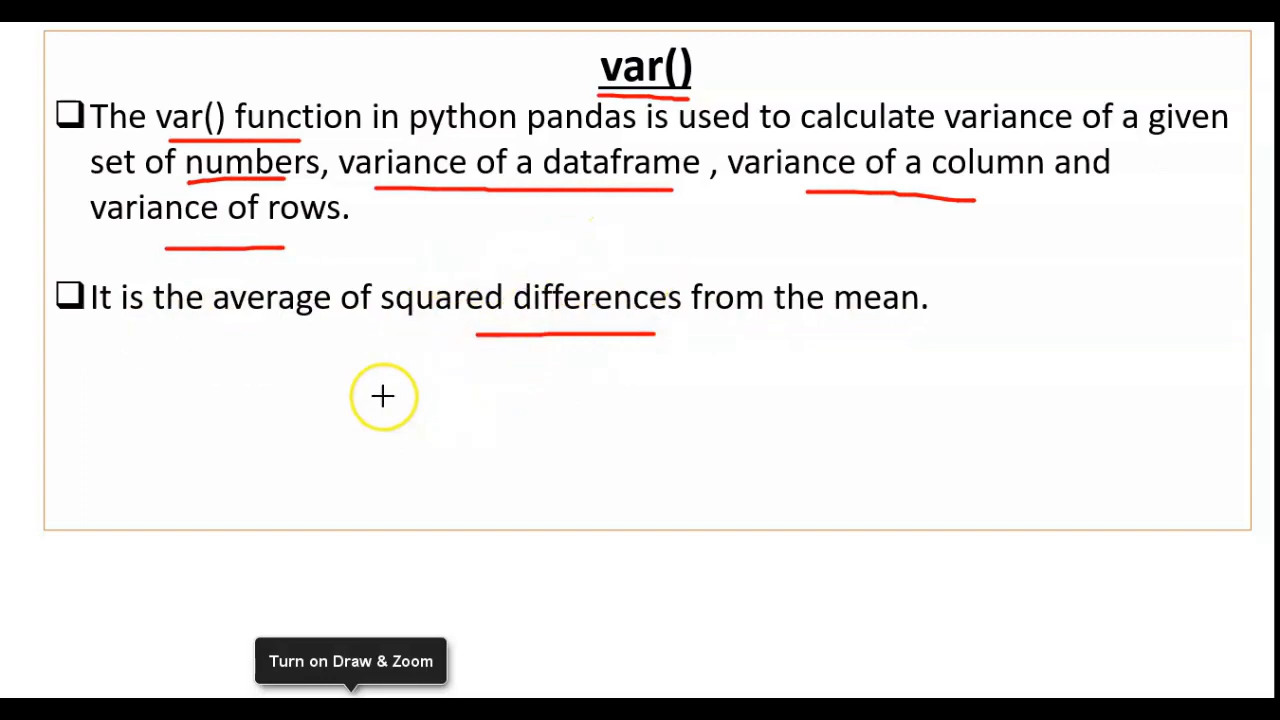 var()
The var() function in python pandas is used to calculate variance of a given
set of numbers, variance of a dataframe , variance of a column and
variance of rows.
It is the average of squared differences from the mean.
Turn on Draw & Zoom